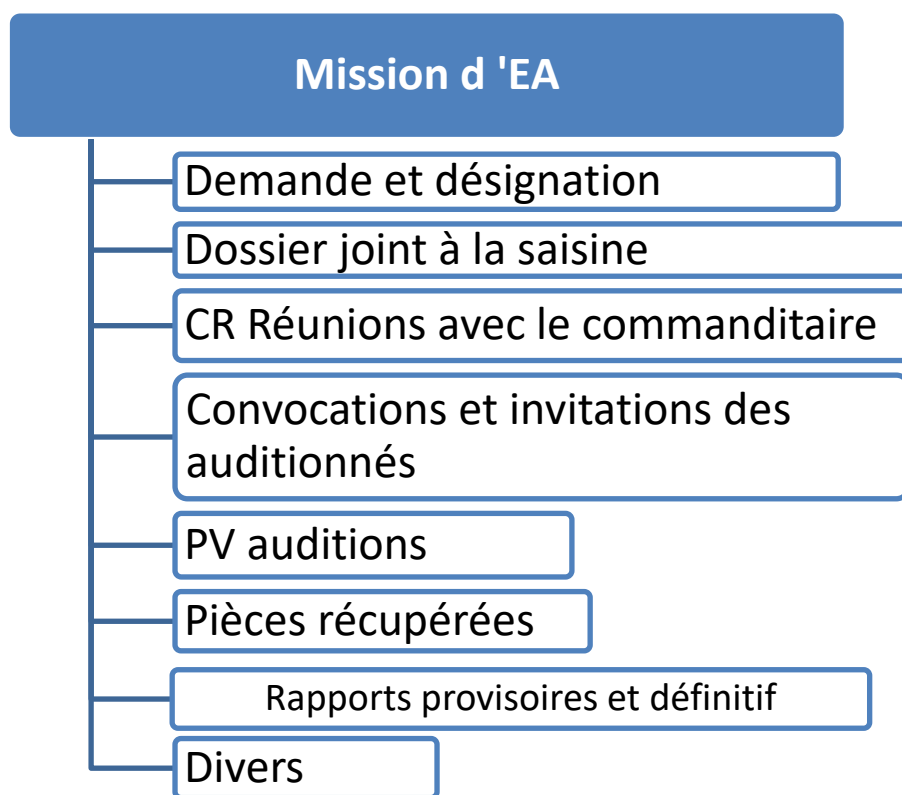 Mission d 'EA
Demande et désignation
Dossier joint à la saisine
CR Réunions avec le commanditaire
Convocations et invitations des
auditionnés
PV auditions
Pièces récupérées
Rapports provisoires et définitif
Divers